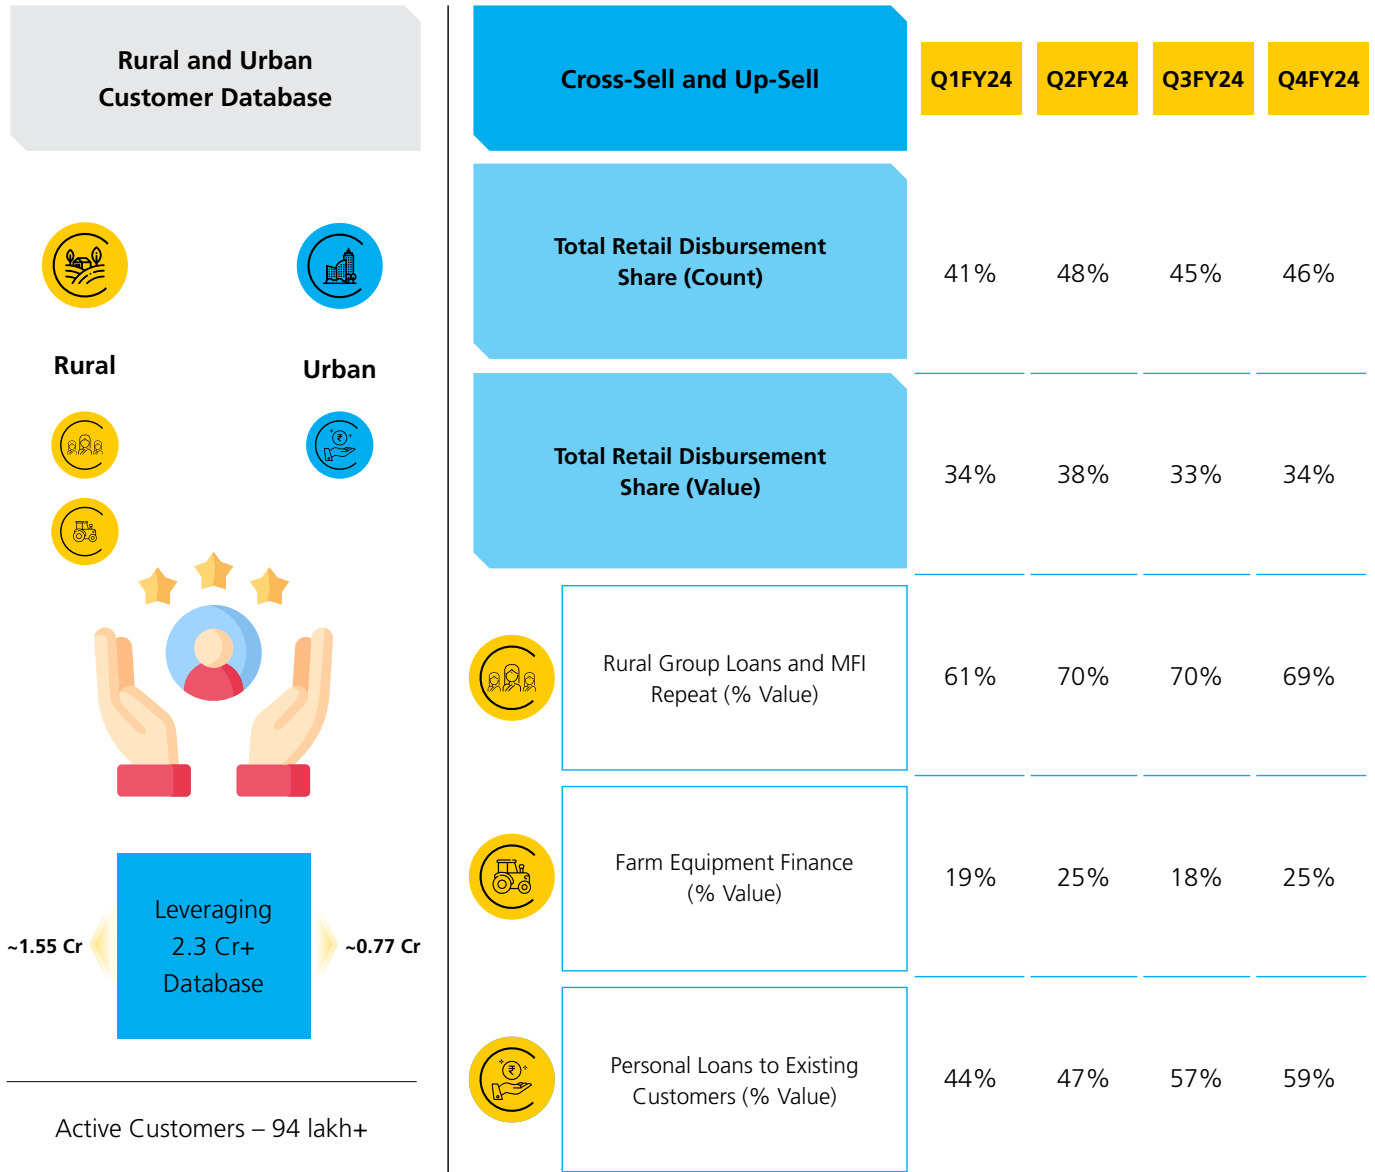 Rural and Urban
Customer Database
Rural
Urban
~1.55 Cr
Leveraging
2.3 Cr+
Database
~0.77 Cr
Active Customers – 94 lakh+
Cross-Sell and Up-Sell
Q1FY24 Q2FY24 Q3FY24 Q4FY24
Total Retail Disbursement
Share (Count)
41% 48% 45% 46%
Total Retail Disbursement
Share (Value)
34% 38% 33% 34%
Rural Group Loans and MFI
Repeat (% Value)
61% 70% 70% 69%
Farm Equipment Finance
(% Value)
19% 25% 18% 25%
Personal Loans to Existing
Customers (% Value)
44% 47% 57% 59%